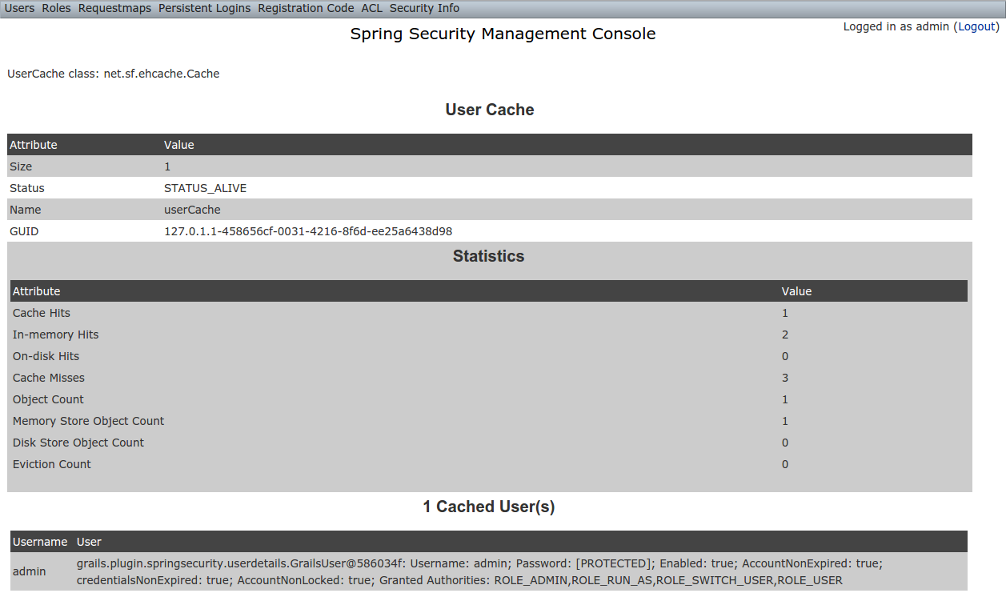 Users Roles Requestmaps Persistent Logins Registration Code ACL Security Info
Logged in as admin (Logout)
Spring Security Management Console
UserCache class: net.sf.ehcache.Cache
User Cache
Attribute Value
Size 1
Status STATUS_ALIVE
Name userCache
GUID 127.0.1.1-458656cf-0031-4216-8f6d-ee25a6438d98
Statistics
Attribute Value
Cache Hits 1
In-memory Hits 2
On-disk Hits 0
Cache Misses 3
Object Count 1
Memory Store Object Count 1
Disk Store Object Count 0
Eviction Count 0
1 Cached User(s)
Username User
admin
grails.plugin.springsecurity.userdetails.GrailsUser@586034f: Username: admin; Password: [PROTECTED]; Enabled: true; AccountNonExpired: true;
credentialsNonExpired: true; AccountNonLocked: true; Granted Authorities: ROLE_ADMIN,ROLE_RUN_AS,ROLE_SWITCH_USER,ROLE_USER